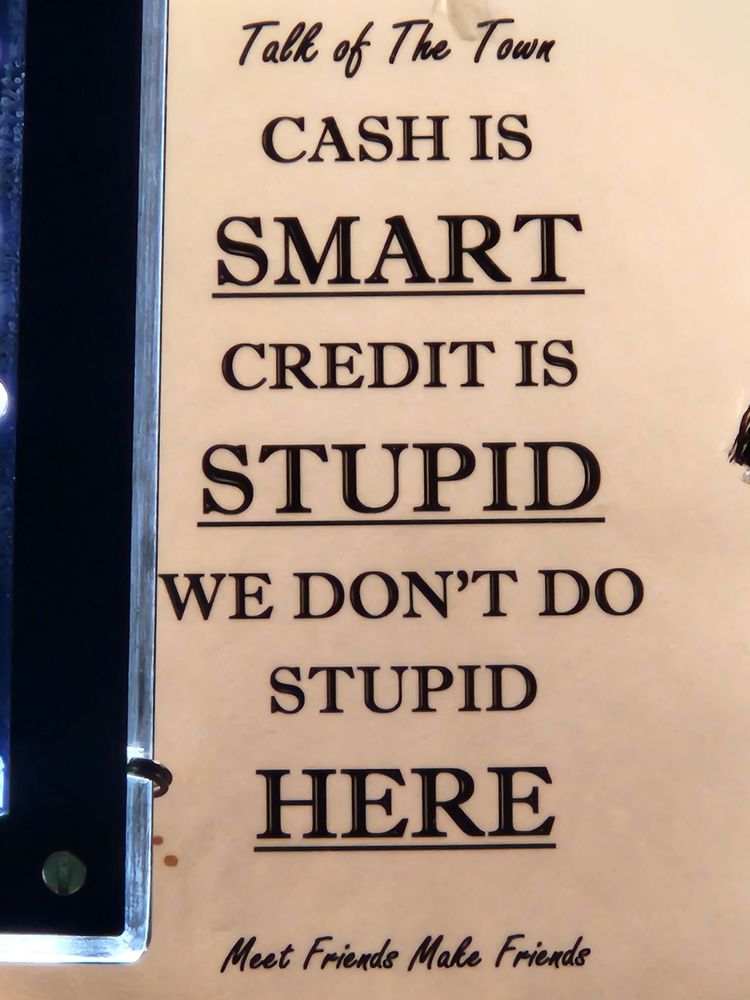 Talk of The Town
CASH IS
SMART
CREDIT IS
STUPID
WE DON'T DO
STUPID
HERE
Meet Friends Make Friends